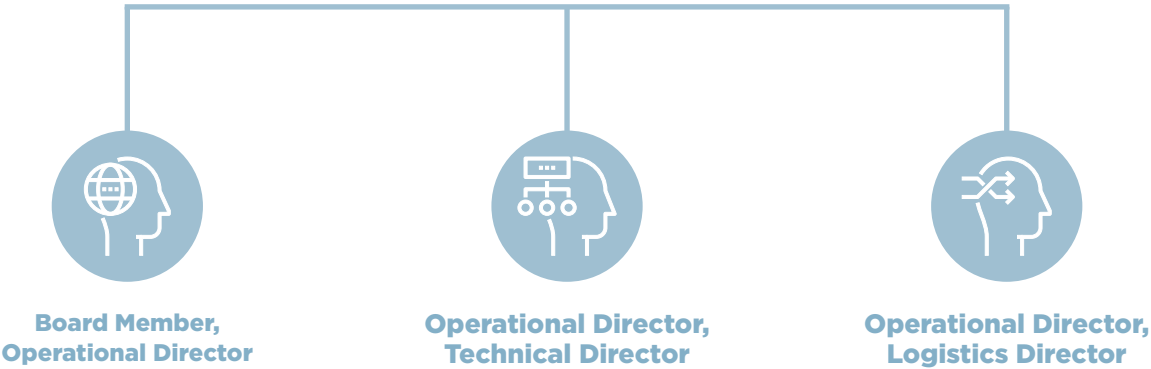 Board Member,
Operational Director
Operational Director,
Technical Director
Operational Director,
Logistics Director